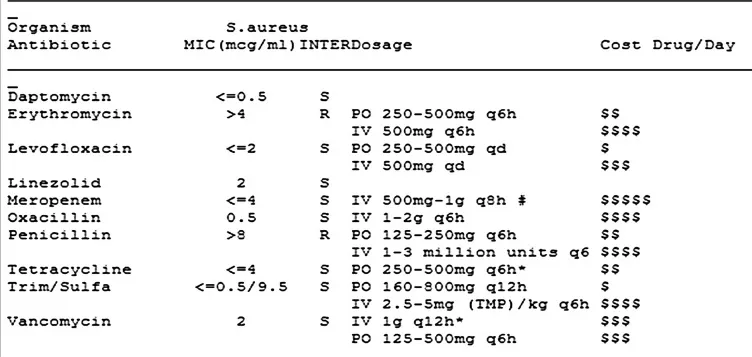 Organism S.aureus
Antibiotic MIC(mcg/ml) INTERDosage Cost Drug/Day
Daptomycin <=0.5 S
Erythromycin >4 R PO 250-500mg q6h $$
IV 500mg q6h $$$$
Levofloxacin <=2 S PO 250-500mg qd $
IV 500mg qd $$$
Linezolid 2 S
Meropenem <=4 S IV 500mg-1g q8h # $$$$$
Oxacillin 0.5 S IV 1-2g q6h $$$$
Penicillin >8 R PO 125-250mg q6h $$
IV 1-3 million units q6 $$$$
Tetracycline <=4 S PO 250-500mg q6h* $$
Trim/Sulfa <=0.5/9.5 S PO 160-800mg q12h $
IV 2.5-5mg (TMP)/kg q6h $$$$
Vancomycin 2 S IV 1g q12h* $$$
PO 125-500mg q6h $$$